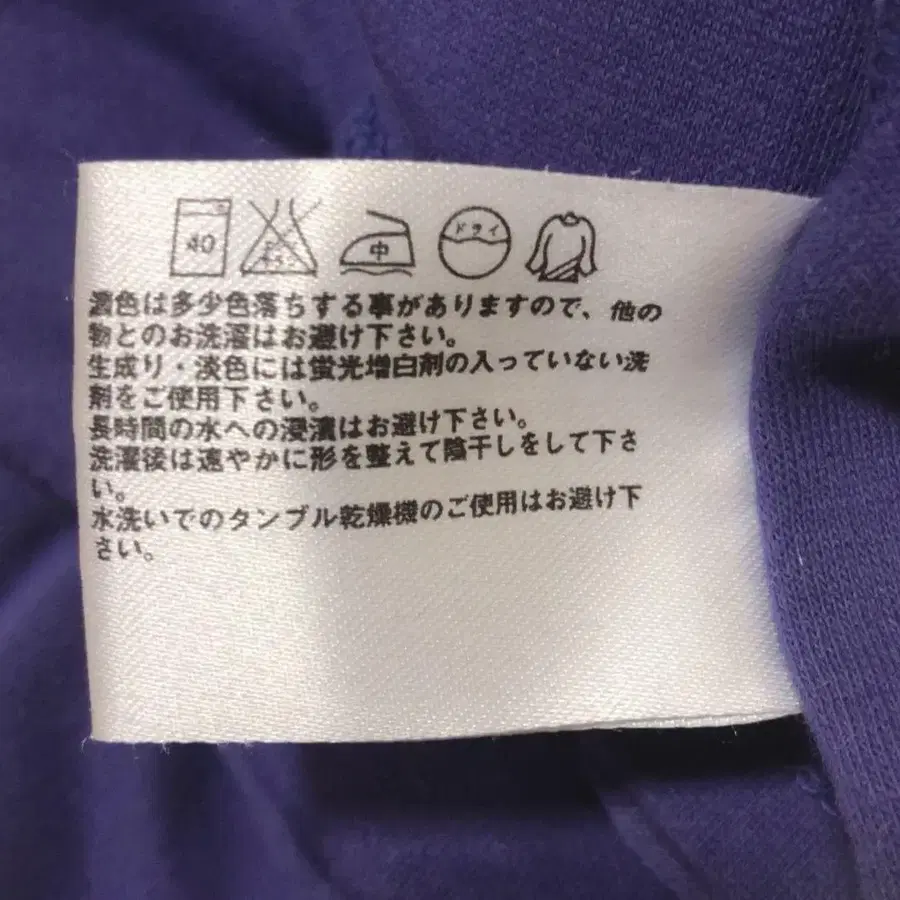 40 エンソ サラシ 中 ドライ
濃色は多少色落ちする事がありますので、他の
物とのお洗濯はお避け下さい。
生成り・淡色には蛍光増白剤の入っていない洗
剤をご使用下さい。
長時間の水への浸漬はお避け下さい。
洗濯後は速やかに形を整えて陰干しをして下さ
い。
水洗いでのタンブル乾燥機のご使用はお避け下
さい。